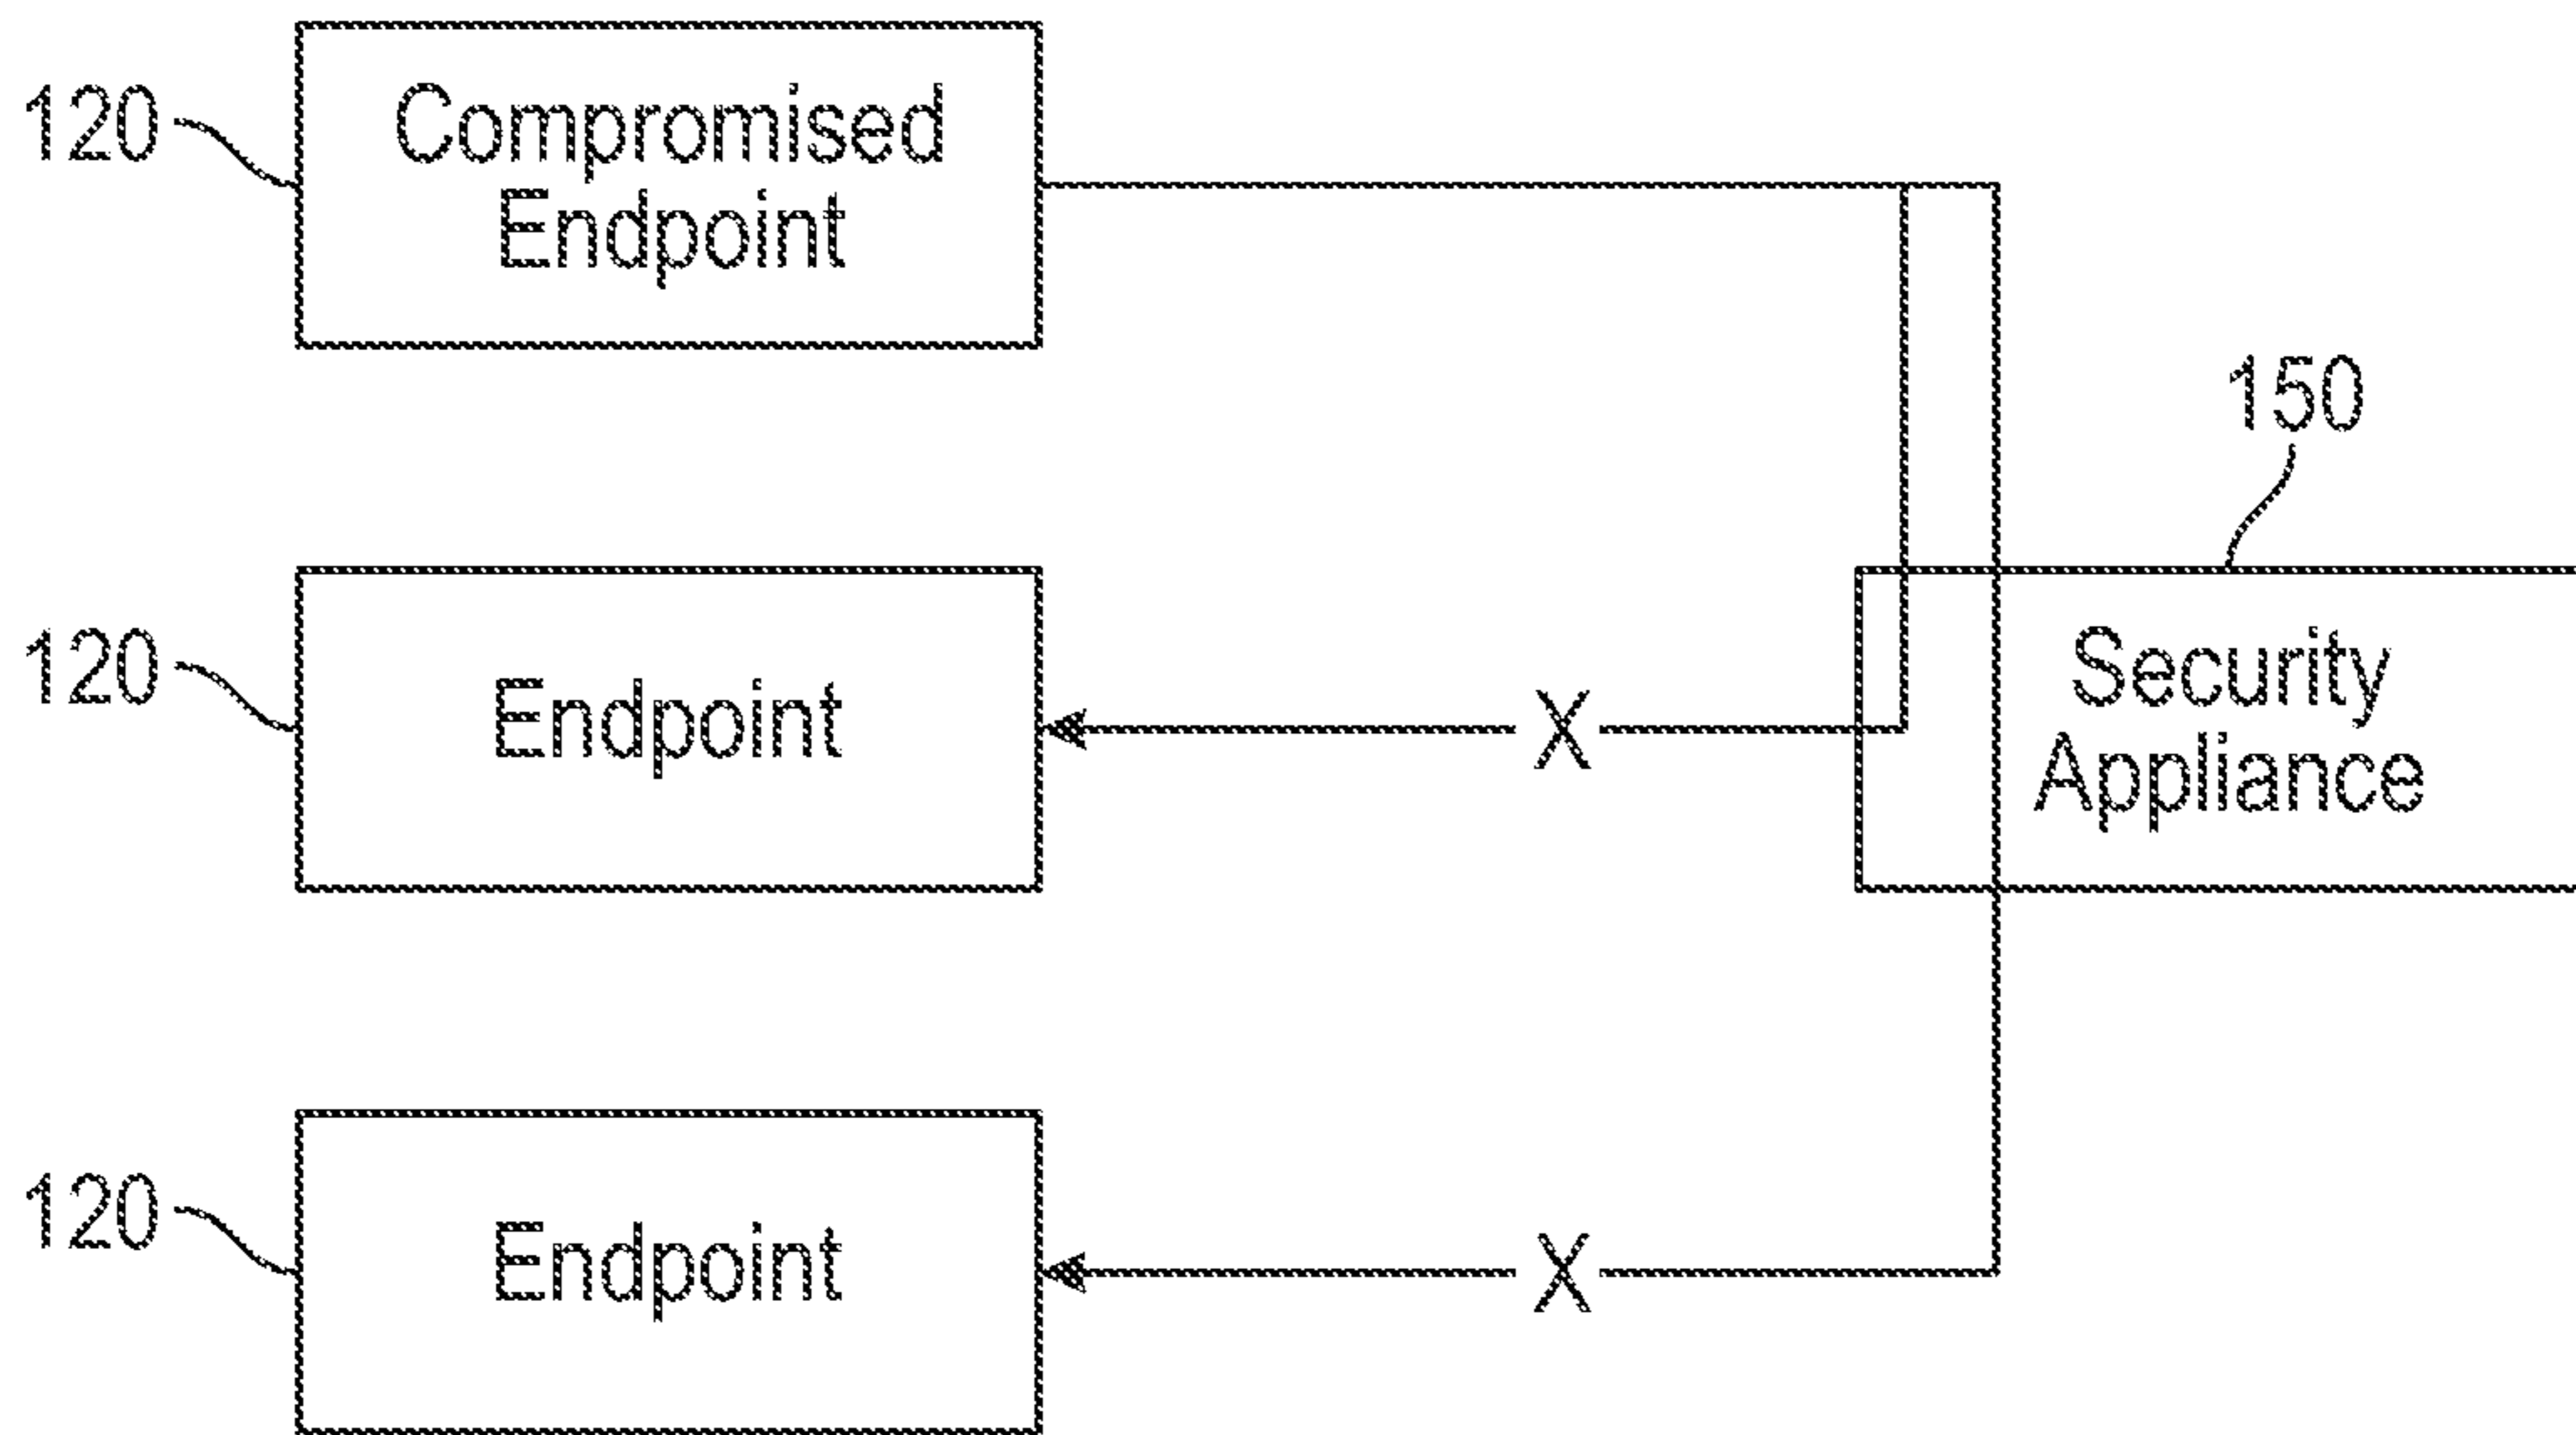 120
Compromised
Endpoint
150
120
Endpoint
X
Security
Appliance
120
Endpoint
X